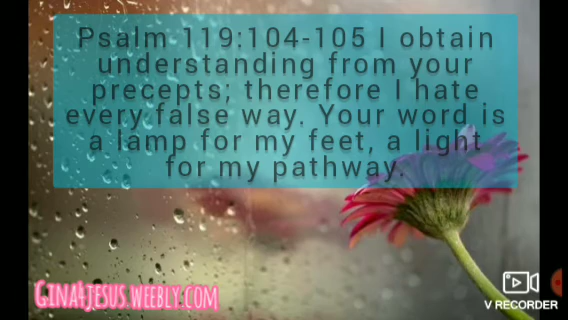 Psalm 119:104-105 I obtain
understanding from your
precepts; therefore I hate
every false way. Your word is
a lamp for my feet, a light
for my pathway.
Gina4Jesus.weebly.com
V RECORDER